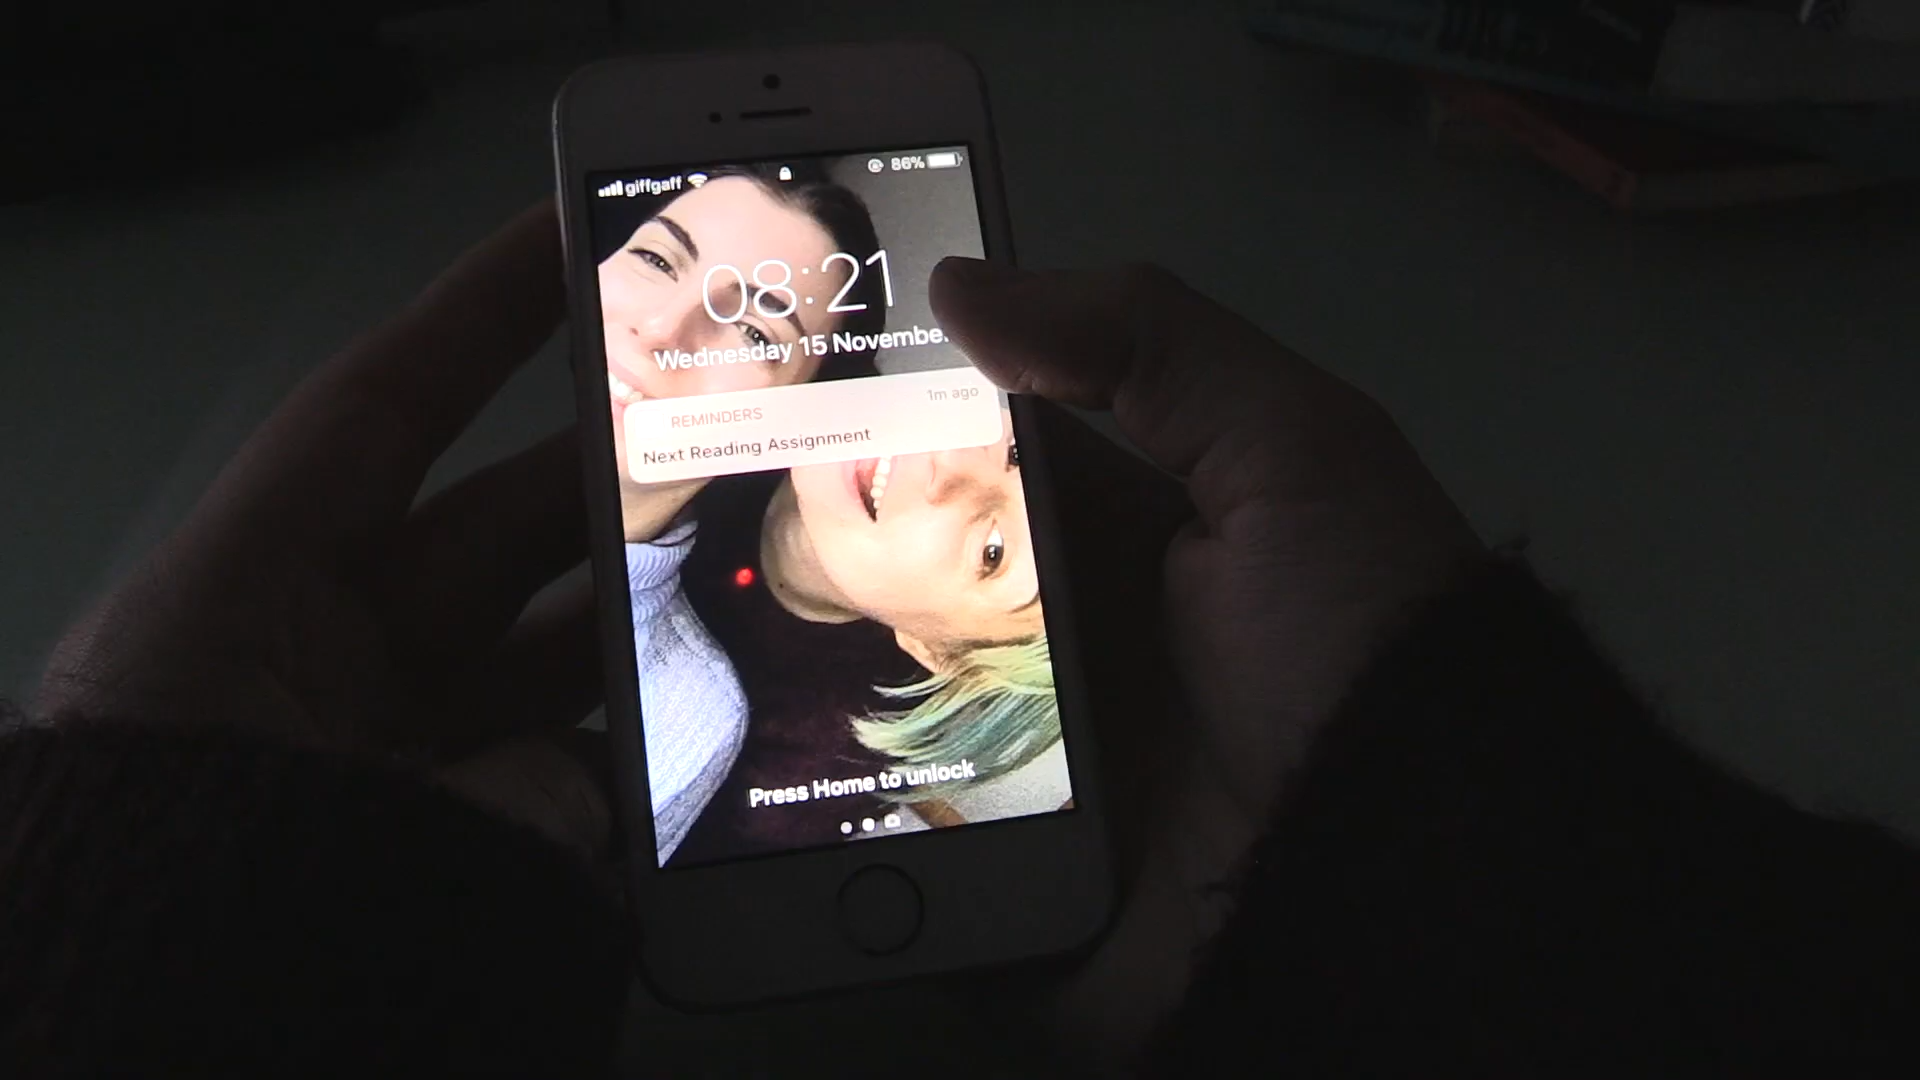 giffgaff 86%
08:21
Wednesday 15 Novembe
REMINDERS 1m ago
Next Reading Assignment
Press Home to unlock